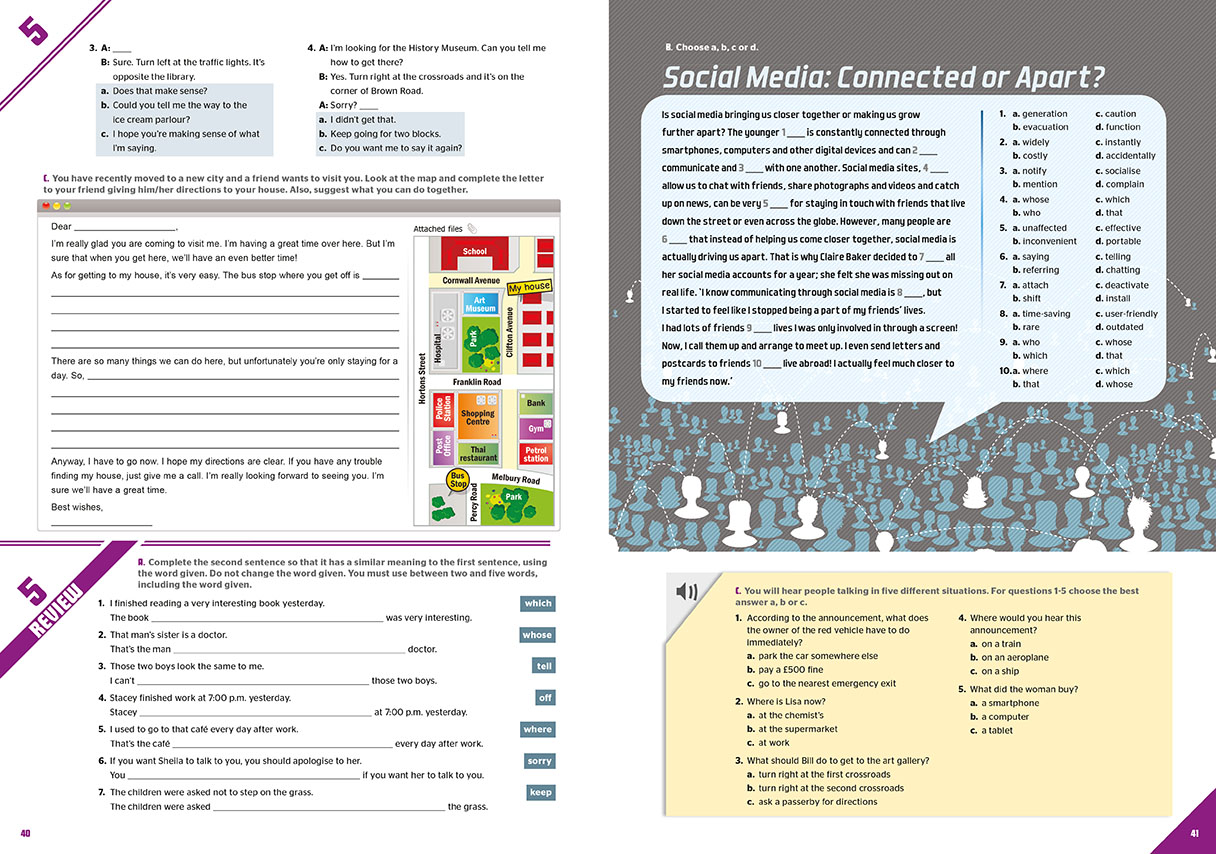 5
3. A: ____
B: Sure. Turn left at the traffic lights. It's
opposite the library.
a. Does that make sense?
b. Could you tell me the way to the
ice cream parlour?
c. I hope you're making sense of what
I'm saying.
4. A: I'm looking for the History Museum. Can you tell me
how to get there?
B: Yes. Turn right at the crossroads and it's on the
corner of Brown Road.
A: Sorry? ____
a. I didn't get that.
b. Keep going for two blocks.
c. Do you want me to say it again?
C. You have recently moved to a new city and a friend wants to visit you. Look at the map and complete the letter
to your friend giving him/her directions to your house. Also, suggest what you can do together.
Dear ____________________,
I'm really glad you are coming to visit me. I'm having a great time over here. But I'm
sure that when you get here, we'll have an even better time!
As for getting to my house, it's very easy. The bus stop where you get off is _______
There are so many things we can do here, but unfortunately you're only staying for a
day. So, ____________________
Anyway, I have to go now. I hope my directions are clear. If you have any trouble
finding my house, just give me a call. I'm really looking forward to seeing you. I'm
sure we'll have a great time.
Best wishes,
____________________
Attached files
School
Cornwall Avenue
My house
Art
Museum
Hospital
Park
Clifton Avenue
Hortons Street
Franklin Road
Police
Station
Shopping
Centre
Bank
Gym
Post
Office
Thai
restaurant
Petrol
station
Bus
Stop
Melbury Road
Percy Road
Park
5
REVIEW
A. Complete the second sentence so that it has a similar meaning to the first sentence, using
the word given. Do not change the word given. You must use between two and five words,
including the word given.
1. I finished reading a very interesting book yesterday.
which
The book ____________________ was very interesting.
2. That man's sister is a doctor.
whose
That's the man ____________________ doctor.
3. Those two boys look the same to me.
tell
I can't ____________________ those two boys.
4. Stacey finished work at 7:00 p.m. yesterday.
off
Stacey ____________________ at 7:00 p.m. yesterday.
5. I used to go to that café every day after work.
where
That's the café ____________________ every day after work.
6. If you want Sheila to talk to you, you should apologise to her.
sorry
You ____________________ if you want her to talk to you.
7. The children were asked not to step on the grass.
keep
The children were asked ____________________ the grass.
40
B. Choose a, b, c or d.
Social Media: Connected or Apart?
Is social media bringing us closer together or making us grow
further apart? The younger 1 ____ is constantly connected through
smartphones, computers and other digital devices and can 2 ____
communicate and 3 ____ with one another. Social media sites, 4 ____
allow us to chat with friends, share photographs and videos and catch
up on news, can be very 5 ____ for staying in touch with friends that live
down the street or even across the globe. However, many people are
6 ____ that instead of helping us come closer together, social media is
actually driving us apart. That is why Claire Baker decided to 7 ____ all
her social media accounts for a year; she felt she was missing out on
real life. 'I know communicating through social media is 8 ____, but
I started to feel like I stopped being a part of my friends' lives.
I had lots of friends 9 ____ lives I was only involved in through a screen!
Now, I call them up and arrange to meet up. I even send letters and
postcards to friends 10 ____ live abroad! I actually feel much closer to
my friends now.'
1. a. generation c. caution
b. evacuation d. function
2. a. widely c. instantly
b. costly d. accidentally
3. a. notify c. socialise
b. mention d. complain
4. a. whose c. which
b. who d. that
5. a. unaffected c. effective
b. inconvenient d. portable
6. a. saying c. telling
b. referring d. chatting
7. a. attach c. deactivate
b. shift d. install
8. a. time-saving c. user-friendly
b. rare d. outdated
9. a. who c. whose
b. which d. that
10. a. where c. which
b. that d. whose
C. You will hear people talking in five different situations. For questions 1-5 choose the best
answer a, b or c.
1. According to the announcement, what does
the owner of the red vehicle have to do
immediately?
a. park the car somewhere else
b. pay a £500 fine
c. go to the nearest emergency exit
2. Where is Lisa now?
a. at the chemist's
b. at the supermarket
c. at work
3. What should Bill do to get to the art gallery?
a. turn right at the first crossroads
b. turn right at the second crossroads
c. ask a passerby for directions
4. Where would you hear this
announcement?
a. on a train
b. on an aeroplane
c. on a ship
5. What did the woman buy?
a. a smartphone
b. a computer
c. a tablet
41